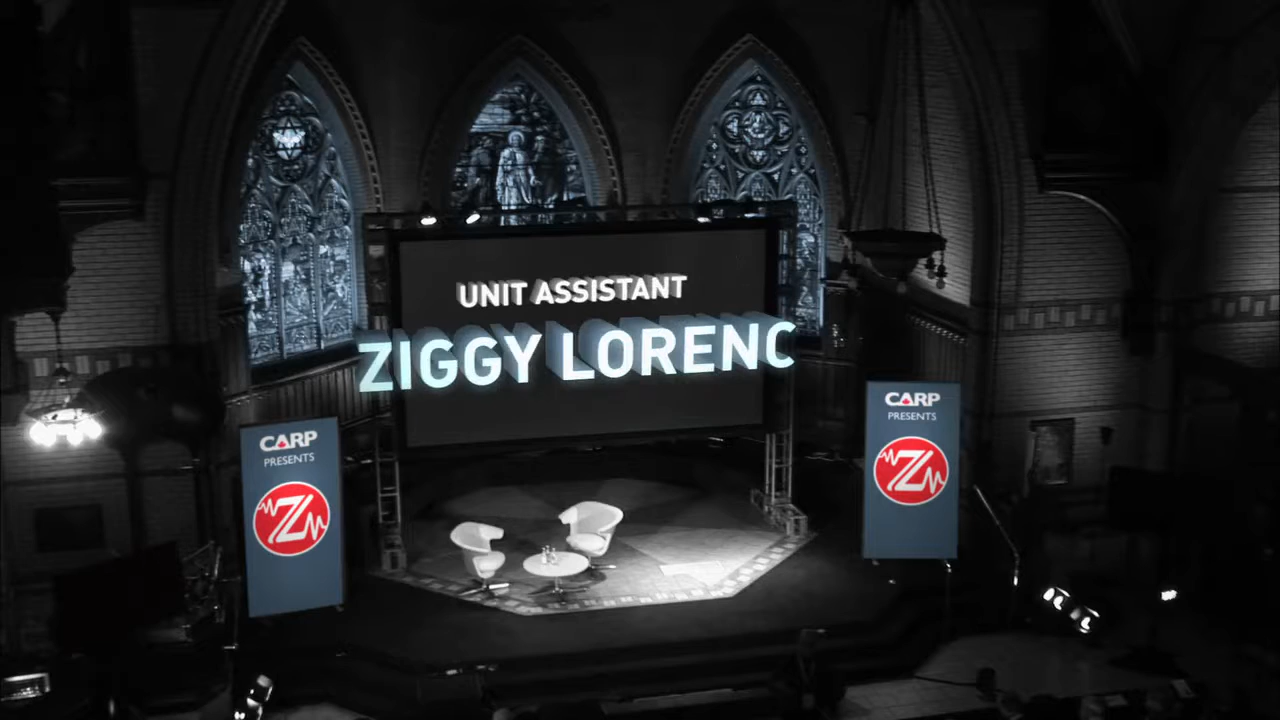 UNIT ASSISTANT
ZIGGY LORENC
CARP
PRESENTS
Z
CARP
PRESENTS
Z